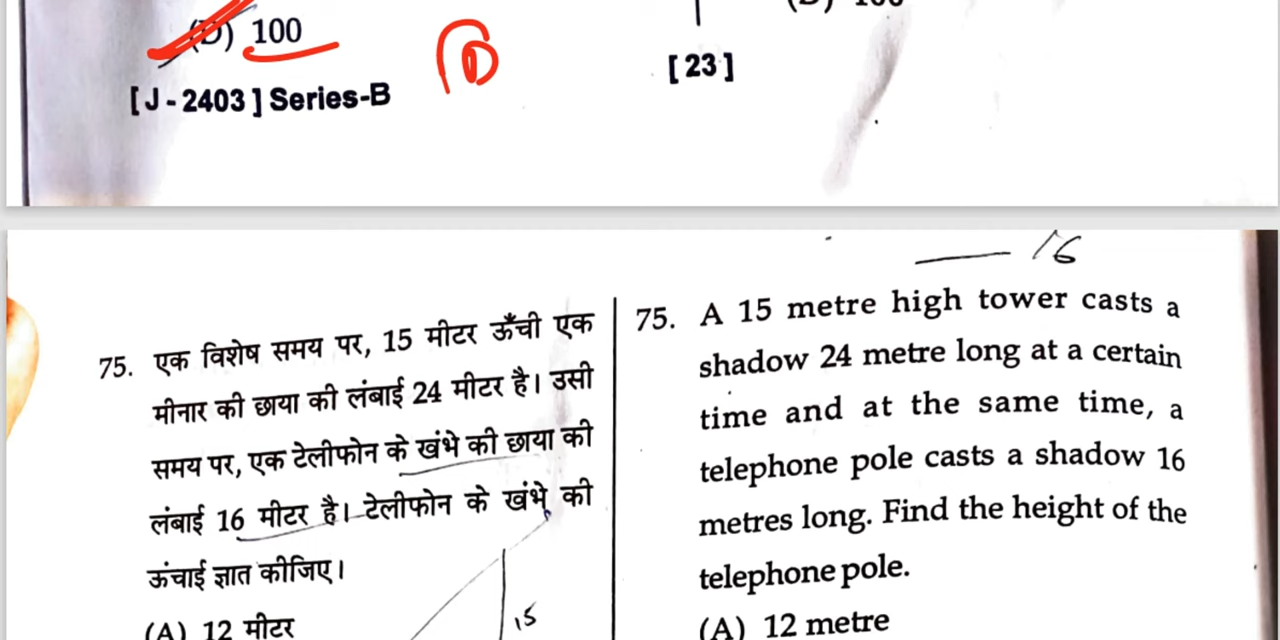 (D) 100
[ J - 2403 ] Series-B
[ 23 ]
16
75. एक विशेष समय पर, 15 मीटर ऊँची एक
मीनार की छाया की लंबाई 24 मीटर है। उसी
समय पर, एक टेलीफोन के खंभे की छाया की
लंबाई 16 मीटर है। टेलीफोन के खंभे की
ऊंचाई ज्ञात कीजिए।
(A) 12 मीटर
15
75. A 15 metre high tower casts a
shadow 24 metre long at a certain
time and at the same time, a
telephone pole casts a shadow 16
metres long. Find the height of the
telephone pole.
(A) 12 metre